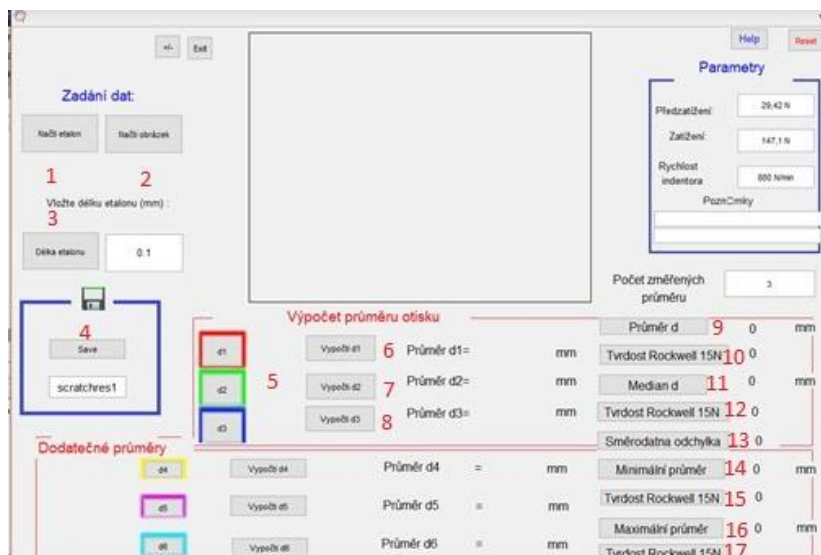 +/- Exit Help Reset
Parametry
Zadání dat:
Předzatížení: 29,42 N
Načti etalon Načti obrázek
Zatížení: 147,1 N
1 2
Rychlost indentora
Vložte délku etalonu (mm) :
3
Délka etalonu 0.1
Počet změřených průměru 3
4
Save
scratchres1
Výpočet průměru otisku
d1 Vypočti d1 6 Průměr d1= mm
d2 5 Vypočti d2 7 Průměr d2= mm
d3 Vypočti d3 8 Průměr d3= mm
Průměr d 9 0 mm
Tvrdost Rockwell 15N 10 0
Median d 11 0 mm
Tvrdost Rockwell 15N 12 0
Směrodatna odchylka 13 0
Dodatečné průměry
d4 Vypočti d4 Průměr d4 = mm
d5 Vypočti d5 Průměr d5 = mm
d6 Vypočti d6 Průměr d6 = mm
Minimální průměr 14 0 mm
Tvrdost Rockwell 15N 15 0
Maximální průměr 16 0 mm
Tvrdost Rockwell 15N 17